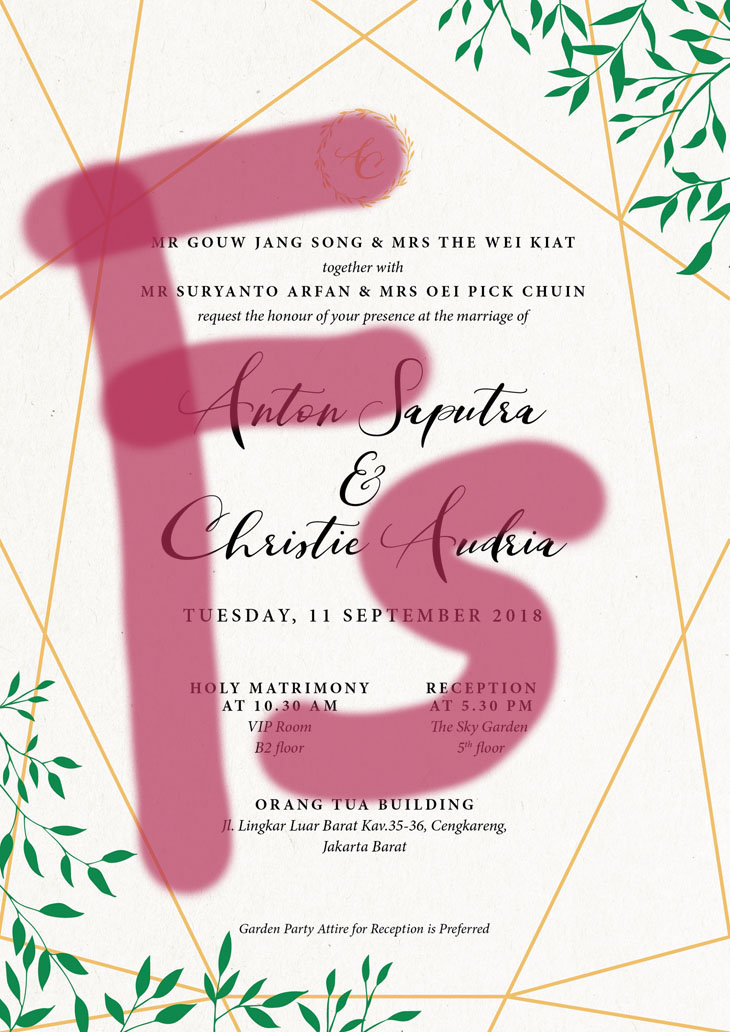 AC
MR GOUW JANG SONG & MRS THE WEI KIAT
together with
MR SURYANTO ARFAN & MRS OEI PICK CHUIN
request the honour of your presence at the marriage of
Anton Saputra
&
Christie Audria
TUESDAY, 11 SEPTEMBER 2018
HOLY MATRIMONY
AT 10.30 AM
VIP Room
B2 floor
RECEPTION
AT 5.30 PM
The Sky Garden
5th floor
ORANG TUA BUILDING
Jl. Lingkar Luar Barat Kav.35-36, Cengkareng,
Jakarta Barat
Garden Party Attire for Reception is Preferred
Fs